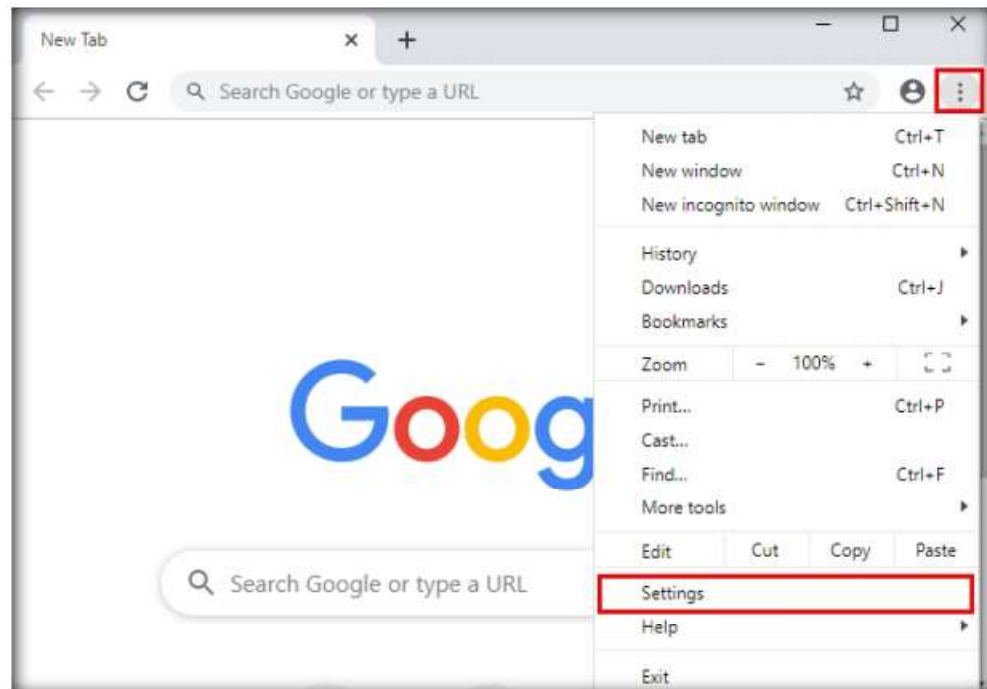 New Tab
Search Google or type a URL
New tab Ctrl+T
New window Ctrl+N
New incognito window Ctrl+Shift+N
History
Downloads Ctrl+J
Bookmarks
Zoom - 100% +
Print... Ctrl+P
Cast...
Goog
Find... Ctrl+F
More tools
Edit Cut Copy Paste
Search Google or type a URL
Settings
Help
Exit